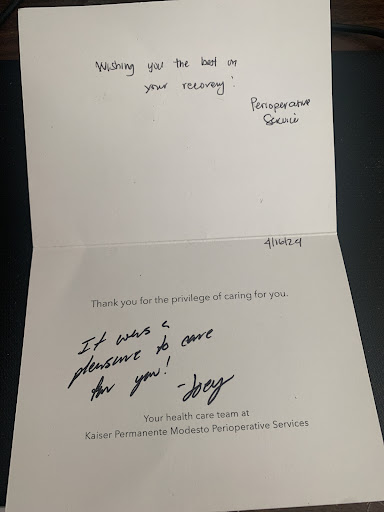 Wishing you the best on
your recovery!
Perioperative
Service
4/16/24
Thank you for the privilege of caring for you.
It was a
pleasure to care
for you!
-Joey
Your health care team at
Kaiser Permanente Modesto Perioperative Services